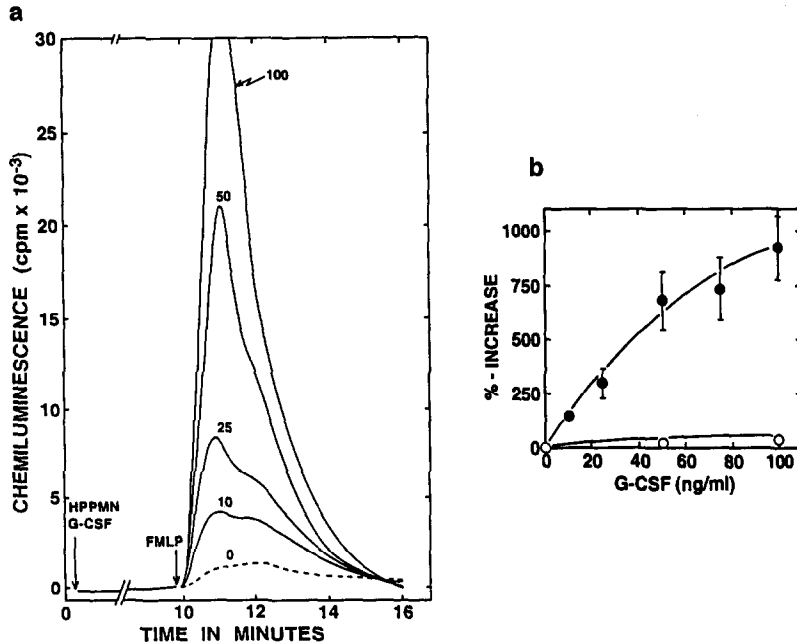 a
30
25
20
15
10
5
0
CHEMILUMINESCENCE (cpm x 10⁻³)
100
50
25
10
0
HPPMN
G-CSF
FMLP
0 10 12 14 16
TIME IN MINUTES
b
1000
750
500
250
0
%-INCREASE
0 20 40 60 80 100
G-CSF (ng/ml)